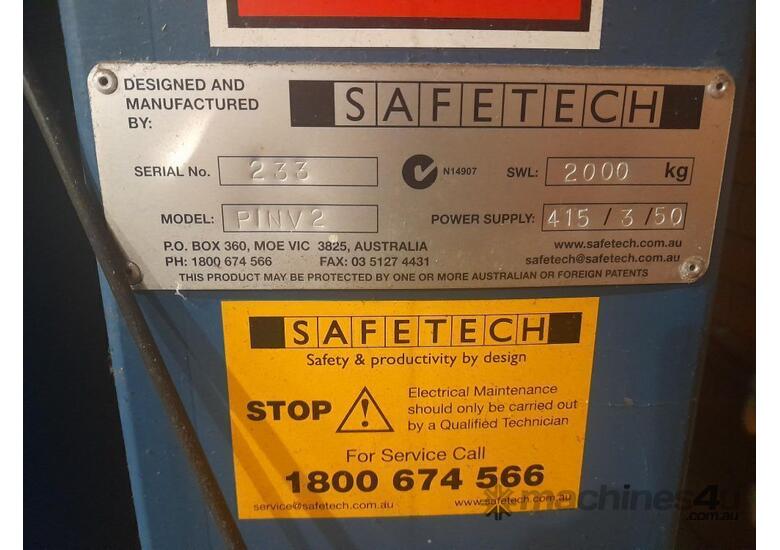 DESIGNED AND
MANUFACTURED
BY:
SAFETECH
SERIAL No. 233
N14907
SWL: 2000 kg
MODEL: PINV2
POWER SUPPLY: 415 / 3 / 50
P.O. BOX 360, MOE VIC 3825, AUSTRALIA
www.safetech.com.au
PH: 1800 674 566 FAX: 03 5127 4431
safetech@safetech.com.au
THIS PRODUCT MAY BE PROTECTED BY ONE OR MORE AUSTRALIAN OR FOREIGN PATENTS
SAFETECH
Safety & productivity by design
STOP
Electrical Maintenance
should only be carried out
by a Qualified Technician
For Service Call
1800 674 566
service@safetech.com.au www.safetech.com.au
machines4u
.com.au